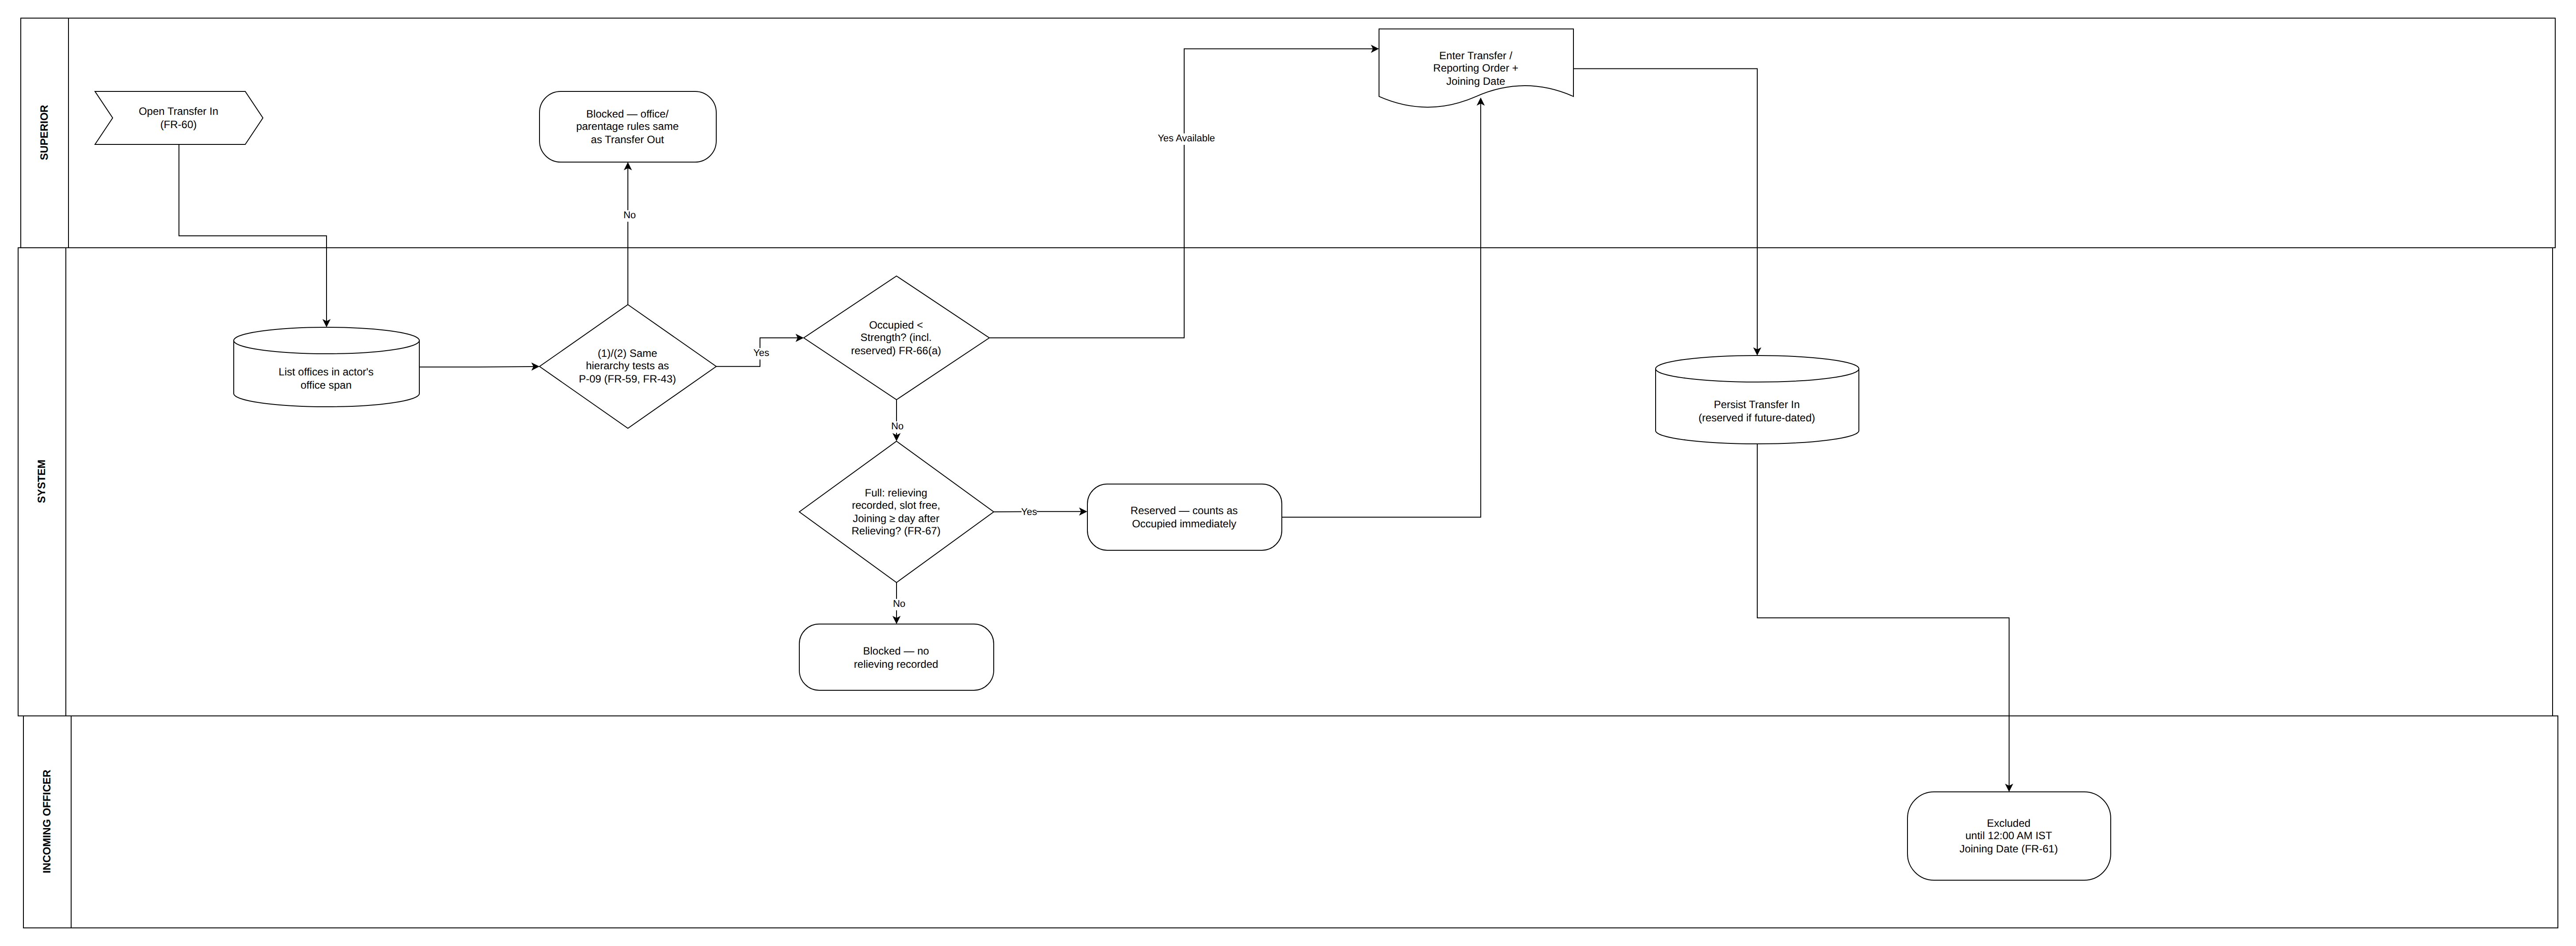 SUPERIOR
Open Transfer In
(FR-60)
Blocked — office/
parentage rules same
as Transfer Out
No
Yes Available
Enter Transfer /
Reporting Order +
Joining Date
SYSTEM
List offices in actor's
office span
(1)/(2) Same
hierarchy tests as
P-09 (FR-59, FR-43)
Yes
Occupied <
Strength? (incl.
reserved) FR-66(a)
No
Full: relieving
recorded, slot free,
Joining ≥ day after
Relieving? (FR-67)
Yes
Reserved — counts as
Occupied immediately
No
Blocked — no
relieving recorded
Persist Transfer In
(reserved if future-dated)
INCOMING OFFICER
Excluded
until 12:00 AM IST
Joining Date (FR-61)